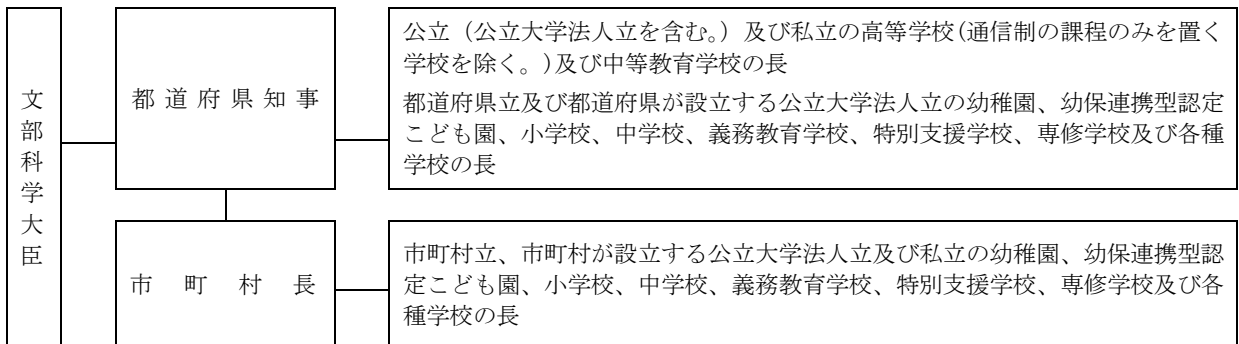 文部科学大臣
都道府県知事
公立（公立大学法人立を含む。）及び私立の高等学校(通信制の課程のみを置く
学校を除く。)及び中等教育学校の長
都道府県立及び都道府県が設立する公立大学法人立の幼稚園、幼保連携型認定
こども園、小学校、中学校、義務教育学校、特別支援学校、専修学校及び各種
学校の長
市町村長
市町村立、市町村が設立する公立大学法人立及び私立の幼稚園、幼保連携型認
定こども園、小学校、中学校、義務教育学校、特別支援学校、専修学校及び各
種学校の長